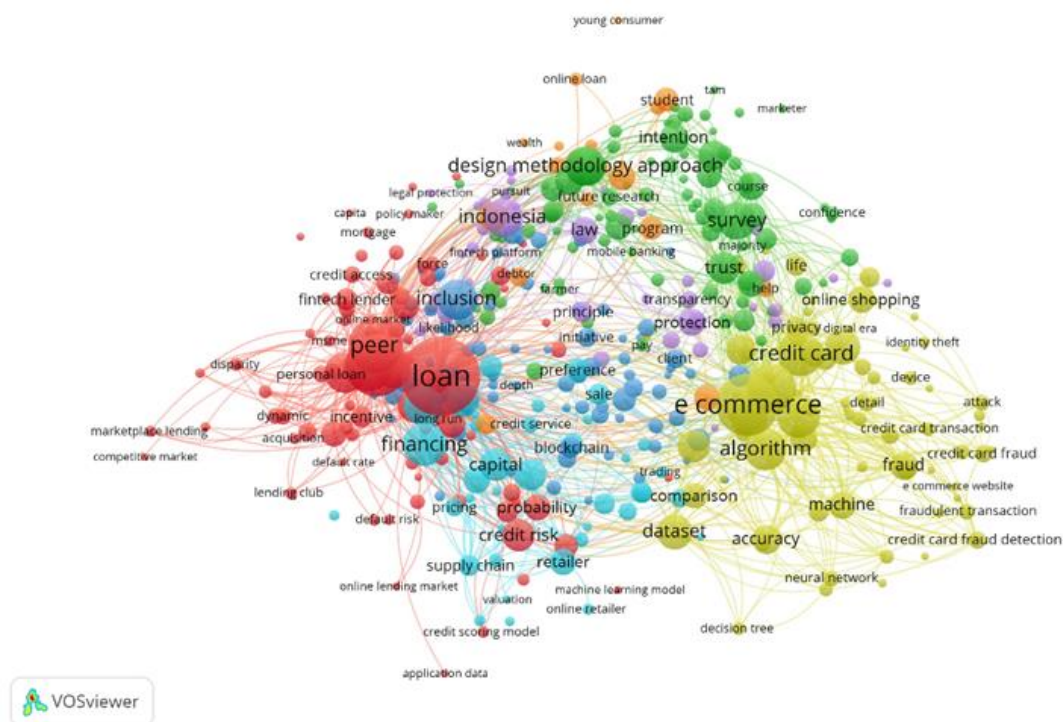 young consumer
online loan
tam
student
marketer
intention
wealth
design methodology approach
course
legal protection
pursuit
future research
capita
policy maker
indonesia
survey
confidence
mortgage
law
program
majority
fintech platform
mobile banking
force
debtor
trust
life
credit access
help
farmer
fintech lender
inclusion
transparency
online shopping
online market
principle
likelihood
protection
privacy
digital era
msme
initiative
peer
pay
identity theft
client
credit card
disparity
preference
personal loan
loan
device
depth
sale
e commerce
detail
attack
dynamic
incentive
long run
credit service
marketplace lending
credit card transaction
acquisition
financing
blockchain
algorithm
competitive market
credit card fraud
default rate
capital
fraud
trading
e commerce website
lending club
comparison
pricing
probability
machine
fraudulent transaction
default risk
dataset
credit risk
accuracy
credit card fraud detection
supply chain
retailer
neural network
online lending market
machine learning model
valuation
online retailer
credit scoring model
decision tree
application data
VOSviewer